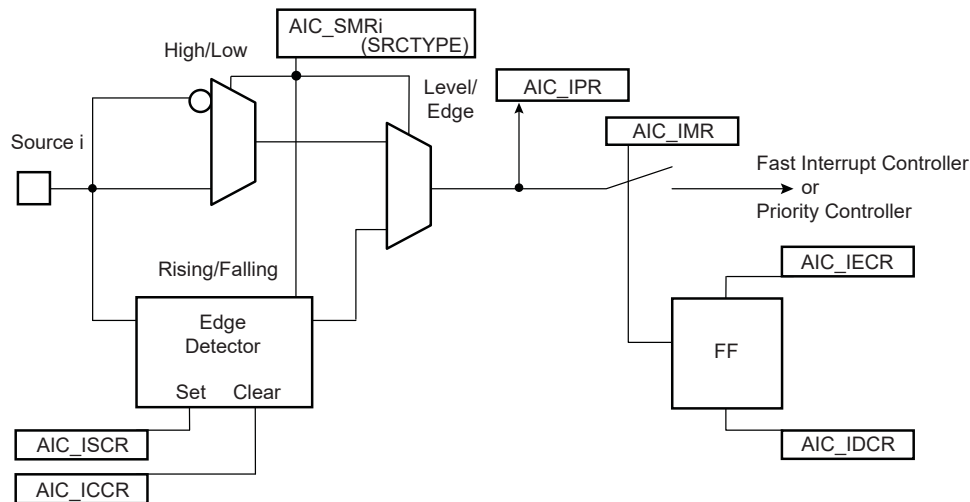 AIC_SMRi
(SRCTYPE)
High/Low
Level/
Edge
AIC_IPR
AIC_IMR
Source i
Fast Interrupt Controller
or
Priority Controller
Rising/Falling
AIC_IECR
Edge
Detector
FF
Set Clear
AIC_ISCR
AIC_IDCR
AIC_ICCR